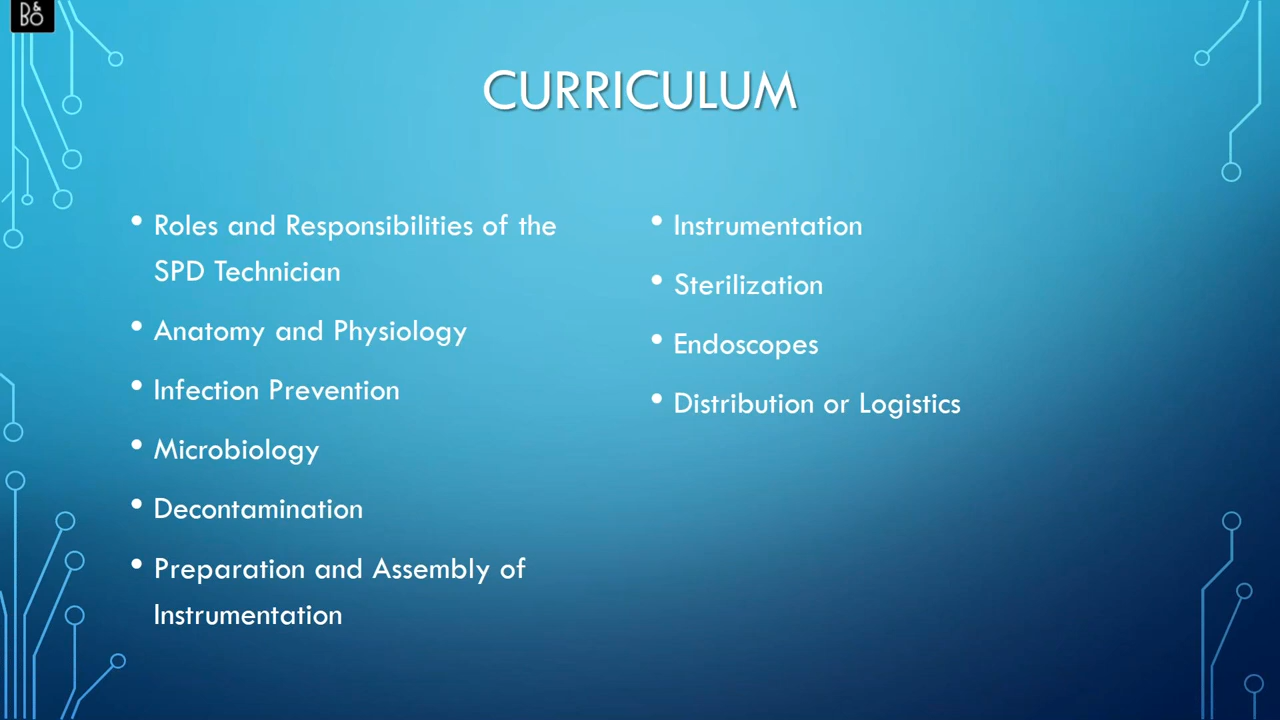 B&O
CURRICULUM
• Roles and Responsibilities of the
SPD Technician
• Anatomy and Physiology
• Infection Prevention
• Microbiology
• Decontamination
• Preparation and Assembly of
Instrumentation
• Instrumentation
• Sterilization
• Endoscopes
• Distribution or Logistics